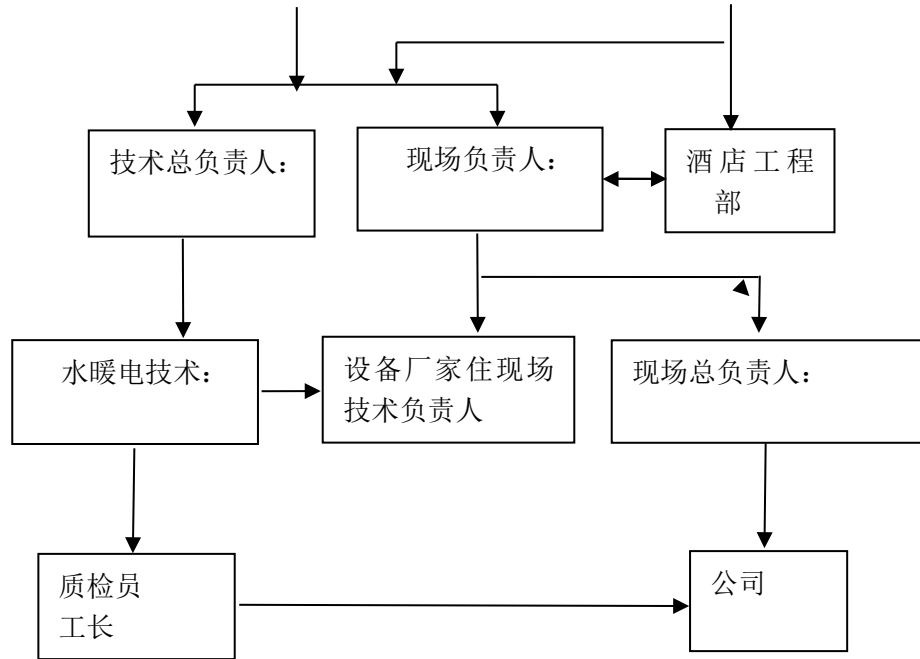 技术总负责人：
现场负责人：
酒店工程
部
水暖电技术：
设备厂家住现场
技术负责人
现场总负责人：
质检员
工长
公司